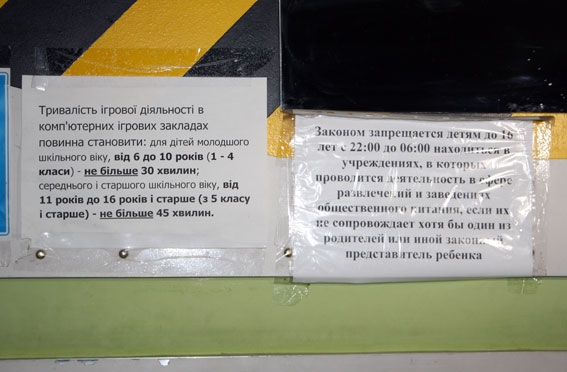 Тривалість ігрової діяльності в
комп'ютерних ігрових закладах
повинна становити: для дітей молодшого
шкільного віку, від 6 до 10 років (1 - 4
класи) - не більше 30 хвилин;
середнього і старшого шкільного віку, від
11 років до 16 років і старше (з 5 класу
і старше) - не більше 45 хвилин.
Законом запрещается детям до 16
лет с 22:00 до 06:00 находиться в
учреждениях, в которых
проводится деятельность в сфере
развлечений и заведениях
общественного питания, если их
не сопровождает хотя бы один из
родителей или иной законный
представитель ребенка